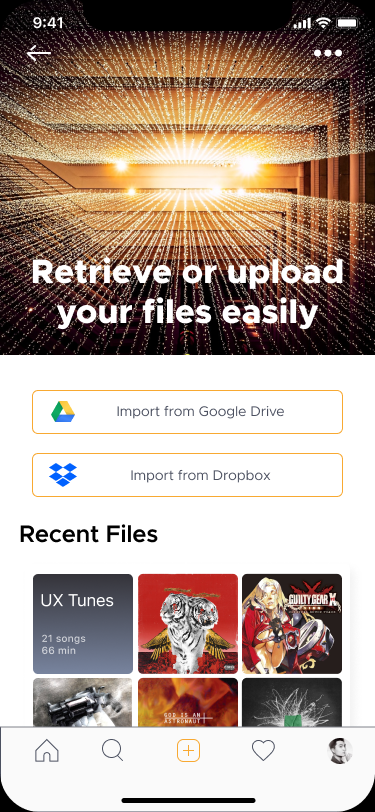 9:41
Retrieve or upload
your files easily
Import from Google Drive
Import from Dropbox
Recent Files
UX Tunes
21 songs
66 min
GUILTY GEAR X
GOD IS AN
ASTRONAUT